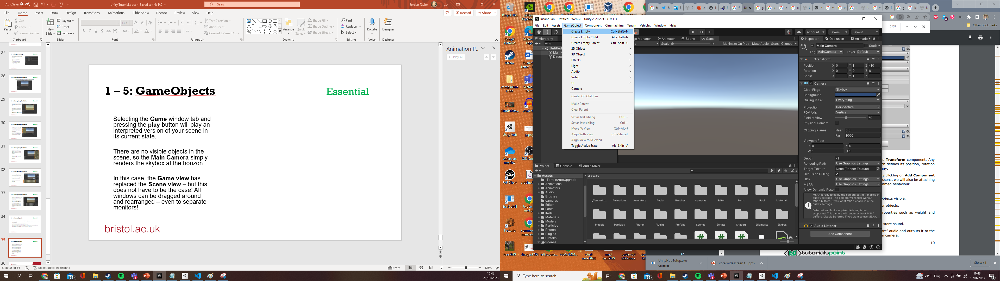 AutoSave Off
Unity Tutorial.pptx • Saved to this PC
Search
Jordan Taylor
File Home Insert Draw Design Transitions Animations Slide Show Record Review View Help
Record Share
Paste
Cut
Copy
Format Painter
Clipboard
New Slide
Layout
Reset
Section
Slides
13.5
Font
Paragraph
Text Direction
Align Text
Convert to SmartArt
Arrange
Quick Styles
Shape Fill
Shape Outline
Shape Effects
Drawing
Find
Replace
Select
Editing
Dictate
Voice
Designer
Designer
27
28
29
30
31
32
33
34
35
36
1 – 5: GameObjects
Essential
Selecting the Game window tab and
pressing the play button will play an
interpreted version of your scene in
its current state.
There are no visible objects in the
scene, so the Main Camera simply
renders the skybox at the horizon.
In this case, the Game view has
replaced the Scene view – but this
does not have to be the case! All
windows can be dragged around
and rearranged – even to separate
monitors!
bristol.ac.uk
Animation P...
Play All
Slide 35 of 36
Accessibility: Investigate
Notes
125%
16:48
21/01/2023
Recycle Bin
GeForce Experience
Google Chrome
Steam
comp neuro code
PlunderPos...
Unity Hub
Where are my files
FAF Client
StarCraft II
Factorio
tree.PNG
charger.PNG
ieft_course...
COMSM01...
chart note.PNG
med cert.PNG
Jordan CV MK5.docx
Insane-Ian - Untitled - WebGL - Unity 2020.2.2f1 <DX11>
File Edit Assets GameObject Component Cinemachine Terrain Vehicles Window Help
Create Empty Ctrl+Shift+N
Create Empty Child Alt+Shift+N
Create Empty Parent Ctrl+Shift+G
2D Object
3D Object
Effects
Light
Audio
Video
UI
Camera
Center On Children
Make Parent
Clear Parent
Set as first sibling Ctrl+=
Set as last sibling Ctrl+-
Move To View Ctrl+Alt+F
Align With View Ctrl+Shift+F
Align View to Selected
Toggle Active State Alt+Shift+A
Hierarchy
All
Untitled
Main C
Direct
Animator
Scene
Game
Scale 1x
Maximize On Play Mute Audio Stats Gizmos
Account Layers Layout
Inspector Occlusion Animatio
Main Camera Static
Tag MainCamera Layer Default
Transform
Position X 0 Y 1 Z -10
Rotation X 0 Y 0 Z 0
Scale X 1 Y 1 Z 1
Camera
Clear Flags Skybox
Background
Culling Mask Everything
Projection Perspective
FOV Axis Vertical
Field of View 60
Physical Camera
Clipping Planes Near 0.3
Far 1000
Viewport Rect
X 0 Y 0
W 1 H 1
Depth -1
Rendering Path Use Graphics Settings
Target Texture None (Render Texture)
Occlusion Culling
HDR Use Graphics Settings
MSAA Use Graphics Settings
Allow Dynamic Resol
MSAA is requested by the camera but not enabled in
quality settings. This camera will render without
MSAA buffers. If you want MSAA enable it in the
quality settings.
Deferred and MultisampleAntiAliasing is not
supported. This camera will render without MSAA
buffers. Disable Deferred if you want to use MSAA.
Audio Listener
Add Component
Project Console Audio Mixer
3
Assets
_TerrainAutoUpgrade
Animations
Animators
Audio
Brushes
cameras
Editor
Fonts
iRobi
Materials
Models
Particles
Photon
Plugins
Prefabs
Scenes
Assets
_TerrainAu... Animations Animators Audio Brushes cameras Editor Fonts iRobi Materials
Models Particles Photon Plugins Prefabs Scenes Scripts Shaders Skidmarks Skybox
Other bookmarks
2/97
Transform component. Any
ch defines its position, rotation
by clicking on Add Component
essons, we will also be attaching
mmed behaviour.
objects visible.
or objects.
properties such as weight and
store sound.
ars" audio and outputs it to the
n camera.
10
15
tutorialspoint
UnityHubSetup.exe
Cancelled
core widescreen t....pptx
Show all
Type here to search
-1°C Fog
16:48
21/01/2023